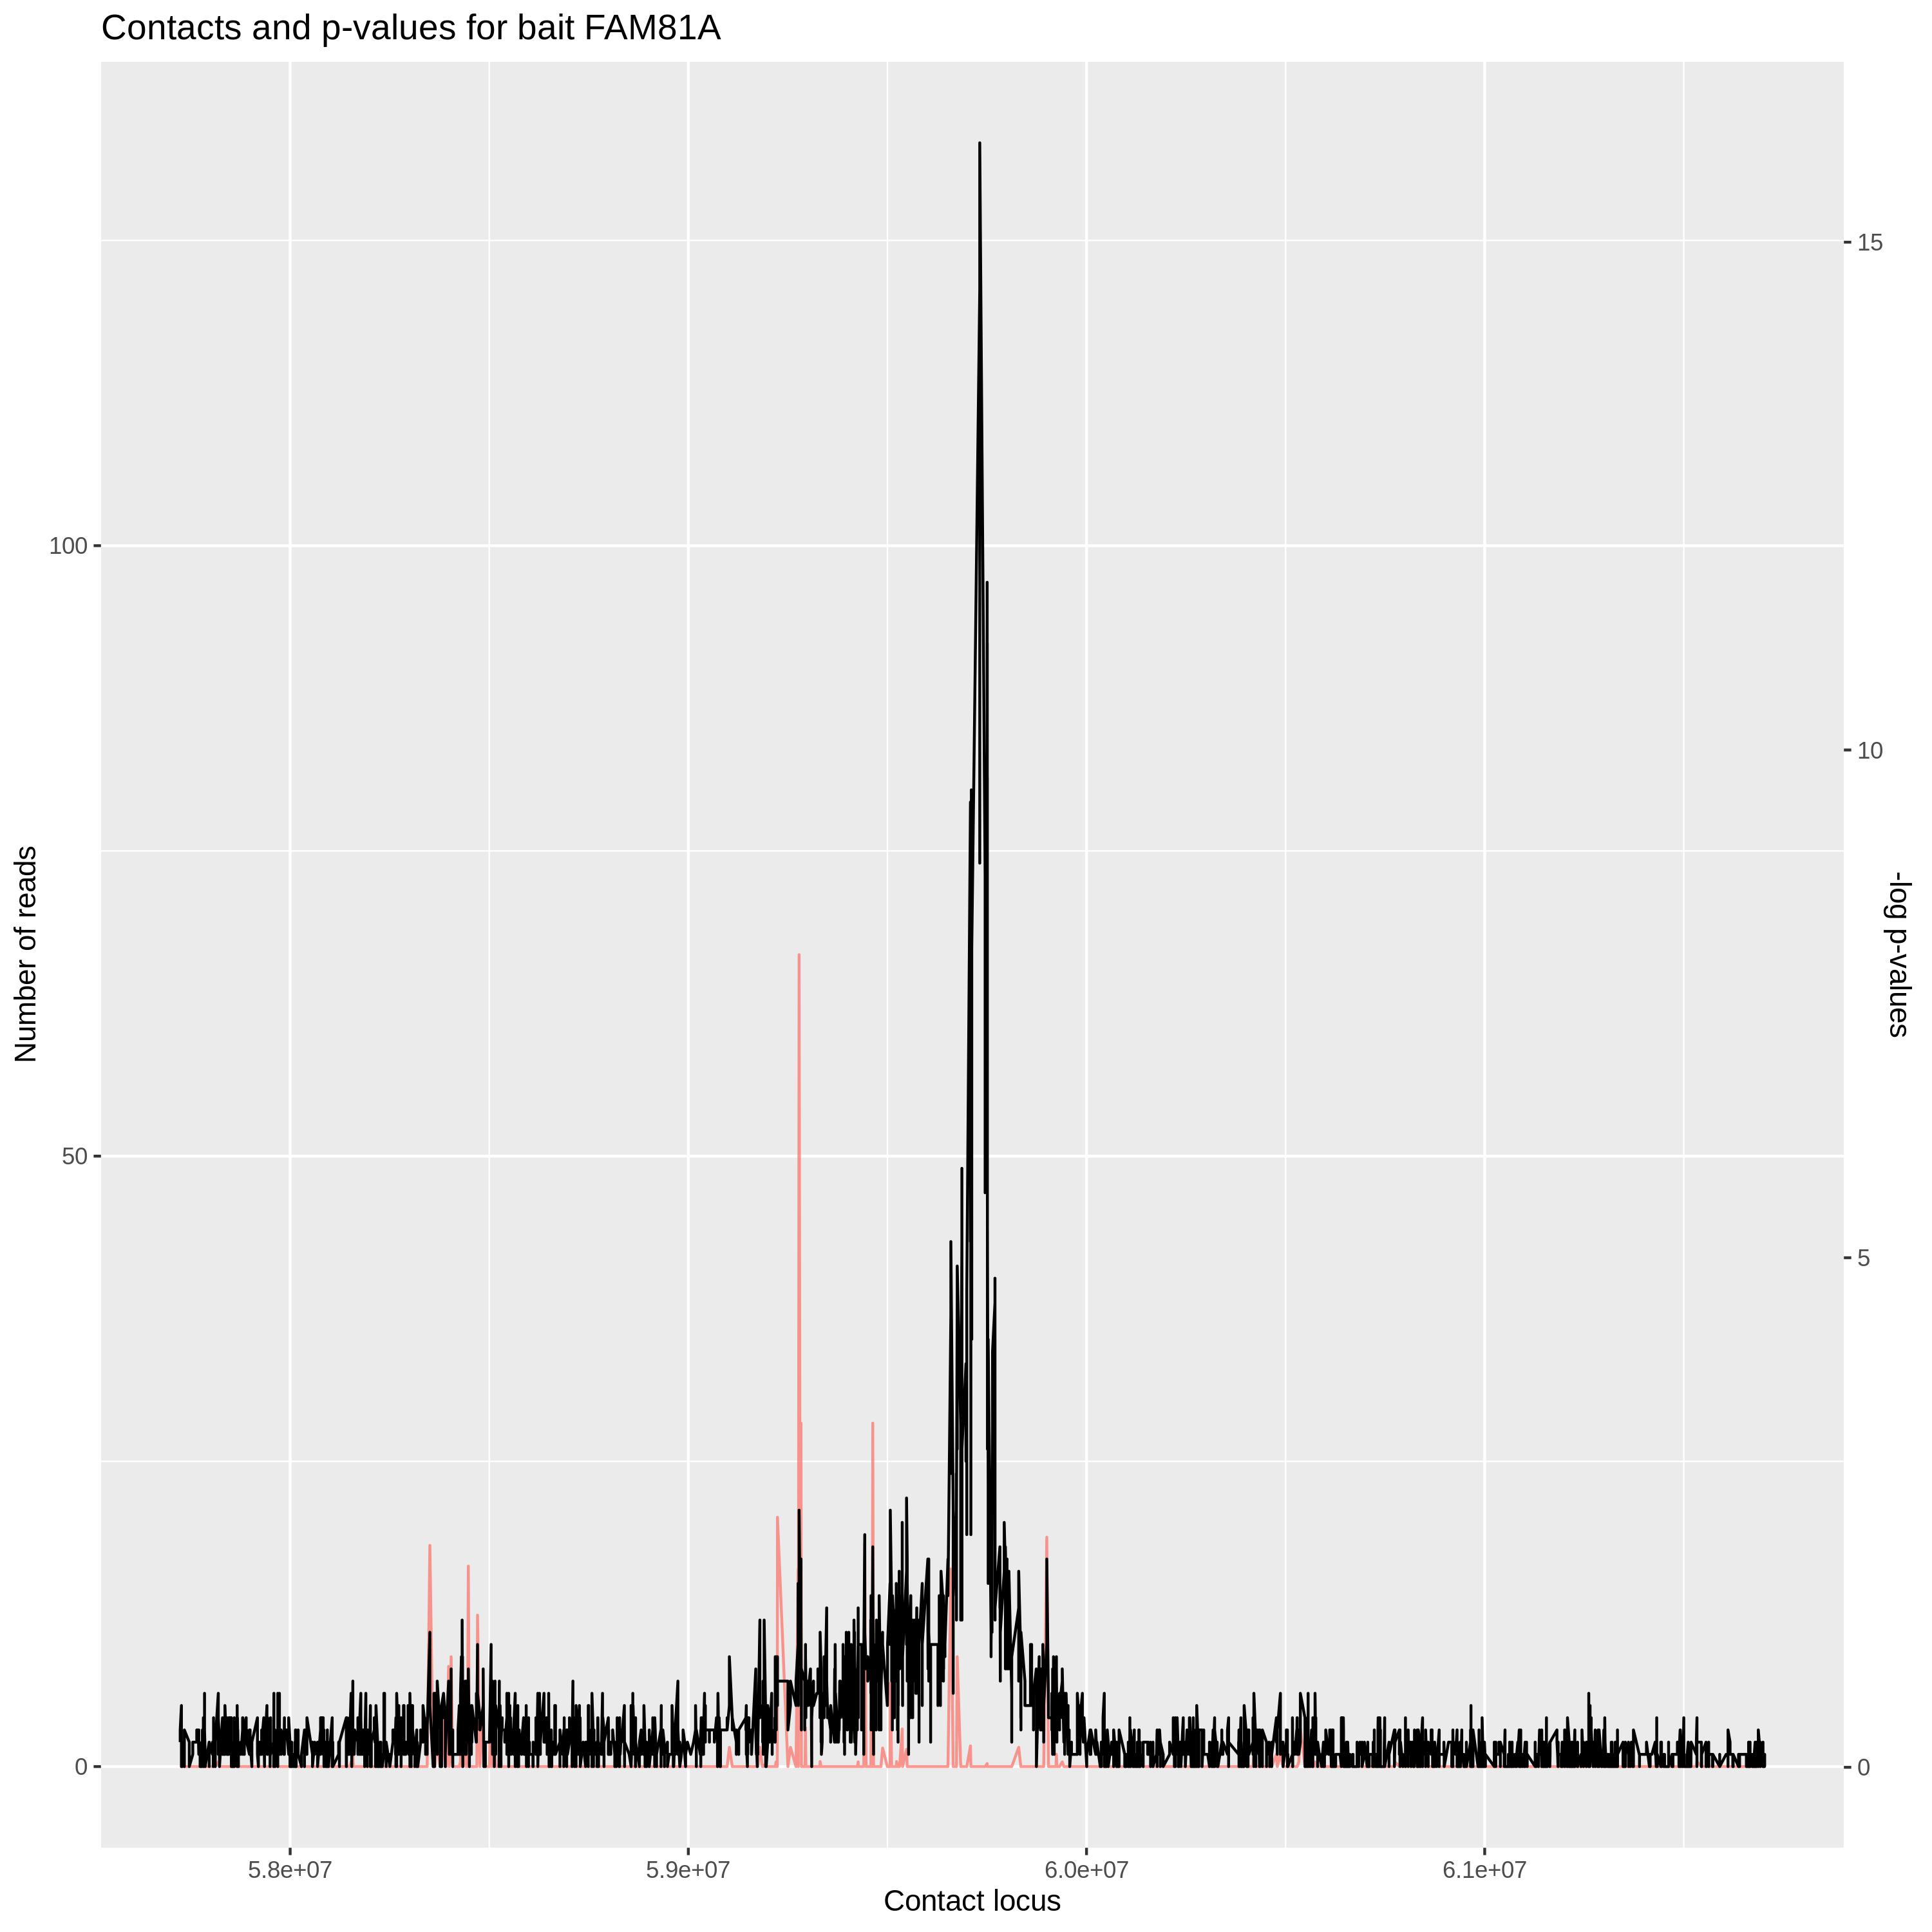 Contacts and p-values for bait FAM81A
100
50
0
Number of reads
15
10
5
0
-log p-values
5.8e+07 5.9e+07 6.0e+07 6.1e+07
Contact locus